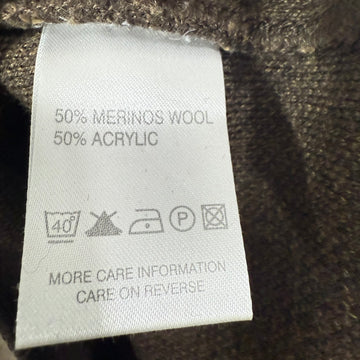 50% MERINOS WOOL
50% ACRYLIC
40° P
MORE CARE INFORMATION
CARE ON REVERSE